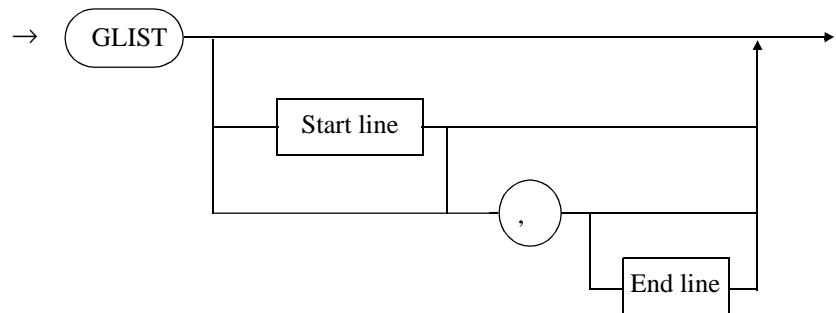 → GLIST
Start line
,
End line